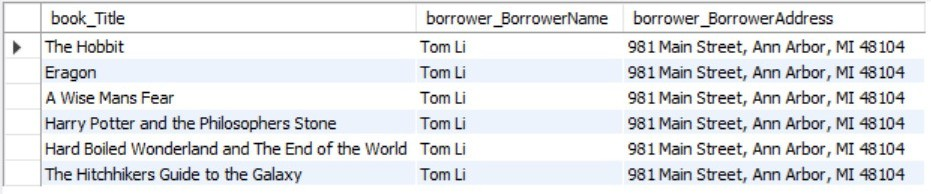 book_Title borrower_BorrowerName borrower_BorrowerAddress
The Hobbit Tom Li 981 Main Street, Ann Arbor, MI 48104
Eragon Tom Li 981 Main Street, Ann Arbor, MI 48104
A Wise Mans Fear Tom Li 981 Main Street, Ann Arbor, MI 48104
Harry Potter and the Philosophers Stone Tom Li 981 Main Street, Ann Arbor, MI 48104
Hard Boiled Wonderland and The End of the World Tom Li 981 Main Street, Ann Arbor, MI 48104
The Hitchhikers Guide to the Galaxy Tom Li 981 Main Street, Ann Arbor, MI 48104